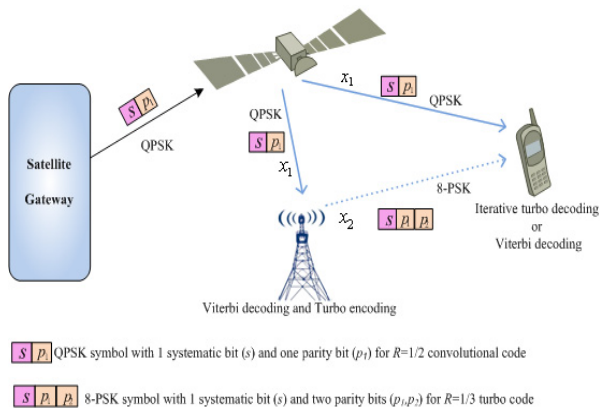 x₁
S p₁
QPSK
S p₁
QPSK
QPSK
S p₁
x₁
Satellite
Gateway
8-PSK
x₂
S p₁ p₂
Iterative turbo decoding
or
Viterbi decoding
Viterbi decoding and Turbo encoding
S p₁ QPSK symbol with 1 systematic bit (s) and one parity bit (p₁) for R=1/2 convolutional code
S p₁ p₂ 8-PSK symbol with 1 systematic bit (s) and two parity bits (p₁,p₂) for R=1/3 turbo code